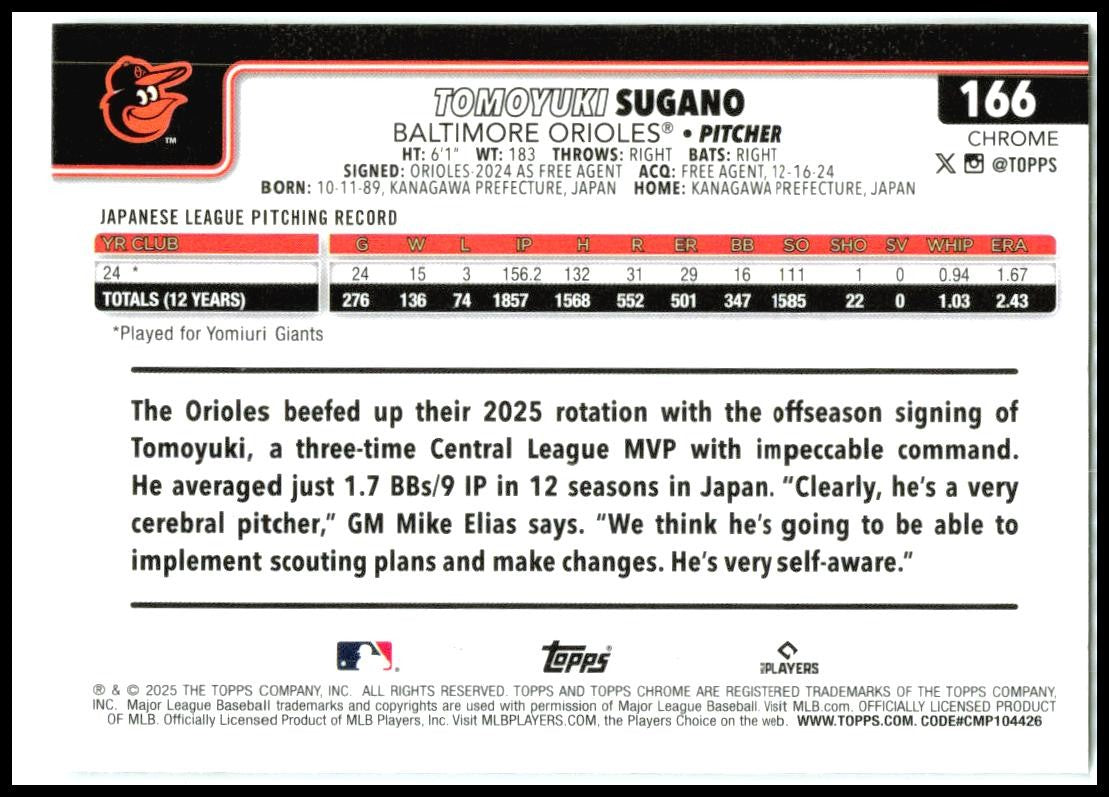 TM
TOMOYUKI SUGANO
166
BALTIMORE ORIOLES® • PITCHER
CHROME
HT: 6'1" WT: 183 THROWS: RIGHT BATS: RIGHT
SIGNED: ORIOLES-2024 AS FREE AGENT ACQ: FREE AGENT, 12-16-24
@TOPPS
BORN: 10-11-89, KANAGAWA PREFECTURE, JAPAN HOME: KANAGAWA PREFECTURE, JAPAN
JAPANESE LEAGUE PITCHING RECORD
YR CLUB G W L IP H R ER BB SO SHO SV WHIP ERA
24 * 24 15 3 156.2 132 31 29 16 111 1 0 0.94 1.67
TOTALS (12 YEARS) 276 136 74 1857 1568 552 501 347 1585 22 0 1.03 2.43
*Played for Yomiuri Giants
The Orioles beefed up their 2025 rotation with the offseason signing of
Tomoyuki, a three-time Central League MVP with impeccable command.
He averaged just 1.7 BBs/9 IP in 12 seasons in Japan. "Clearly, he's a very
cerebral pitcher," GM Mike Elias says. "We think he's going to be able to
implement scouting plans and make changes. He's very self-aware."
Topps® PLAYERS
® & © 2025 THE TOPPS COMPANY, INC. ALL RIGHTS RESERVED. TOPPS AND TOPPS CHROME ARE REGISTERED TRADEMARKS OF THE TOPPS COMPANY,
INC. Major League Baseball trademarks and copyrights are used with permission of Major League Baseball. Visit MLB.com. OFFICIALLY LICENSED PRODUCT
OF MLB. Officially Licensed Product of MLB Players, Inc. Visit MLBPLAYERS.COM, the Players Choice on the web. WWW.TOPPS.COM. CODE#CMP104426